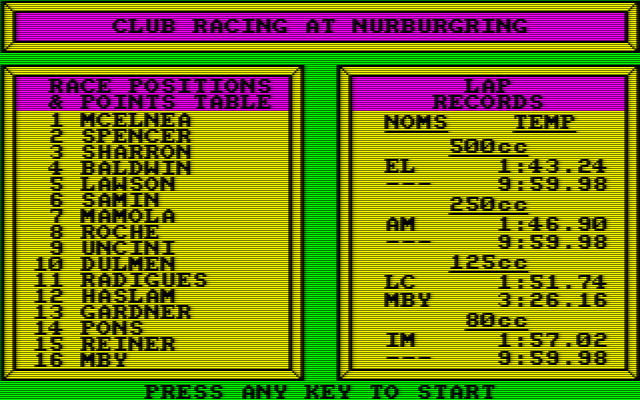 CLUB RACING AT NURBURGRING
RACE POSITIONS
& POINTS TABLE
1 MCELNEA
2 SPENCER
3 SHARRON
4 BALDWIN
5 LAWSON
6 SAMIN
7 MAMOLA
8 ROCHE
9 UNCINI
10 DULMEN
11 RADIGUES
12 HASLAM
13 GARDNER
14 PONS
15 REINER
16 MBY
LAP
RECORDS
NOMS TEMP
500cc
EL 1:43.24
--- 9:59.98
250cc
AM 1:46.90
--- 9:59.98
125cc
LC 1:51.74
MBY 3:26.16
80cc
IM 1:57.02
--- 9:59.98
PRESS ANY KEY TO START